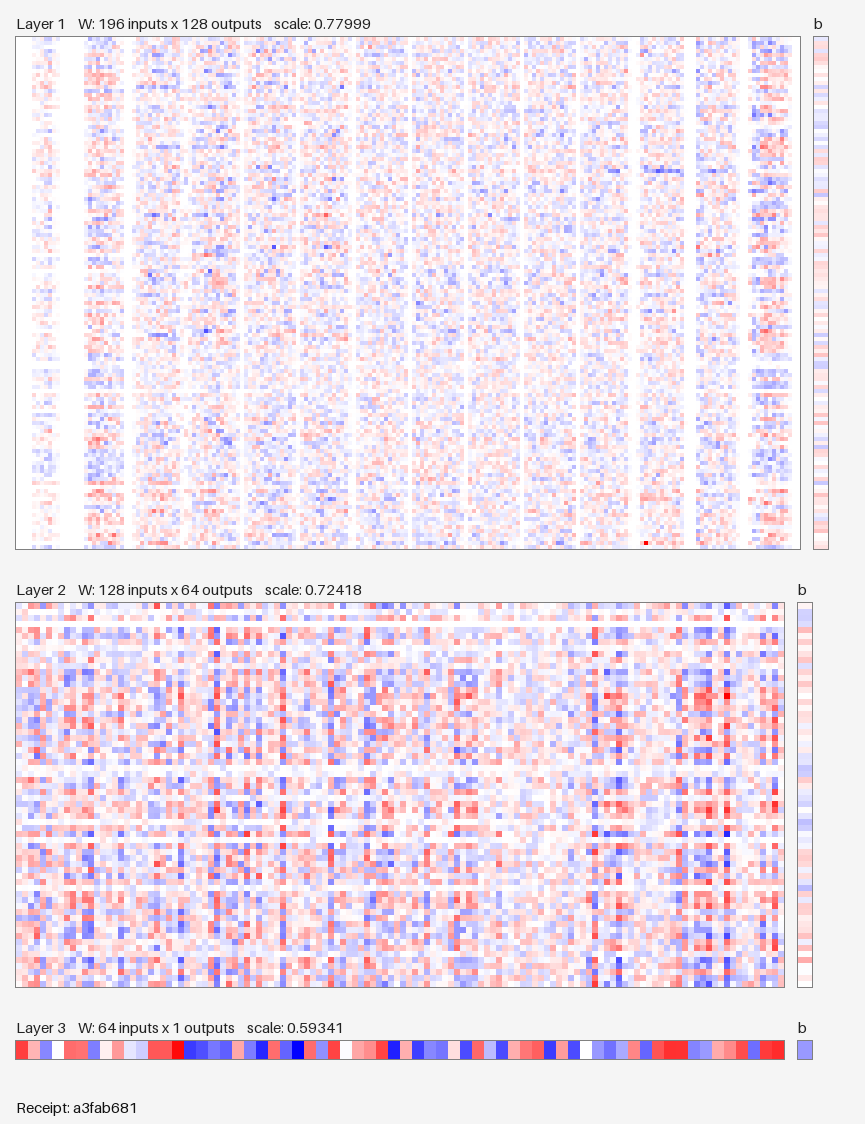 Layer 1 W: 196 inputs x 128 outputs scale: 0.77999 b
Layer 2 W: 128 inputs x 64 outputs scale: 0.72418 b
Layer 3 W: 64 inputs x 1 outputs scale: 0.59341 b
Receipt: a3fab681